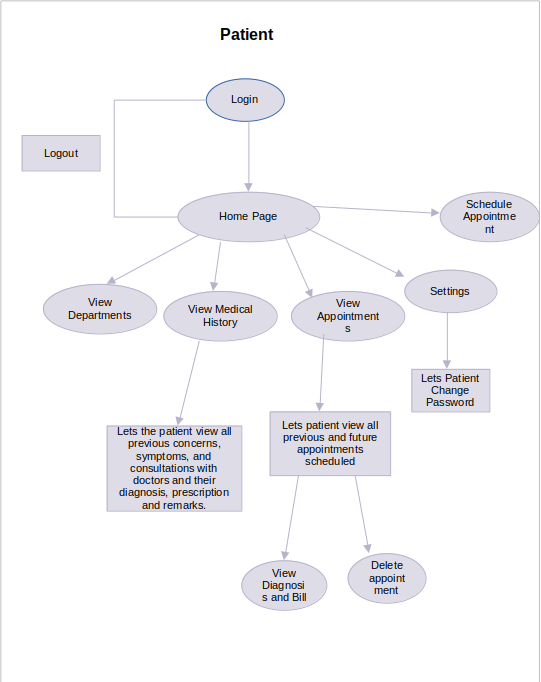 Patient
Login
Logout
Home Page
Schedule
Appointme
nt
View
Departments
View Medical
History
View
Appointment
s
Settings
Lets Patient
Change
Password
Lets the patient view all
previous concerns,
symptoms, and
consultations with
doctors and their
diagnosis, prescription
and remarks.
Lets patient view all
previous and future
appointments
scheduled
View
Diagnosi
s and Bill
Delete
appoint
ment